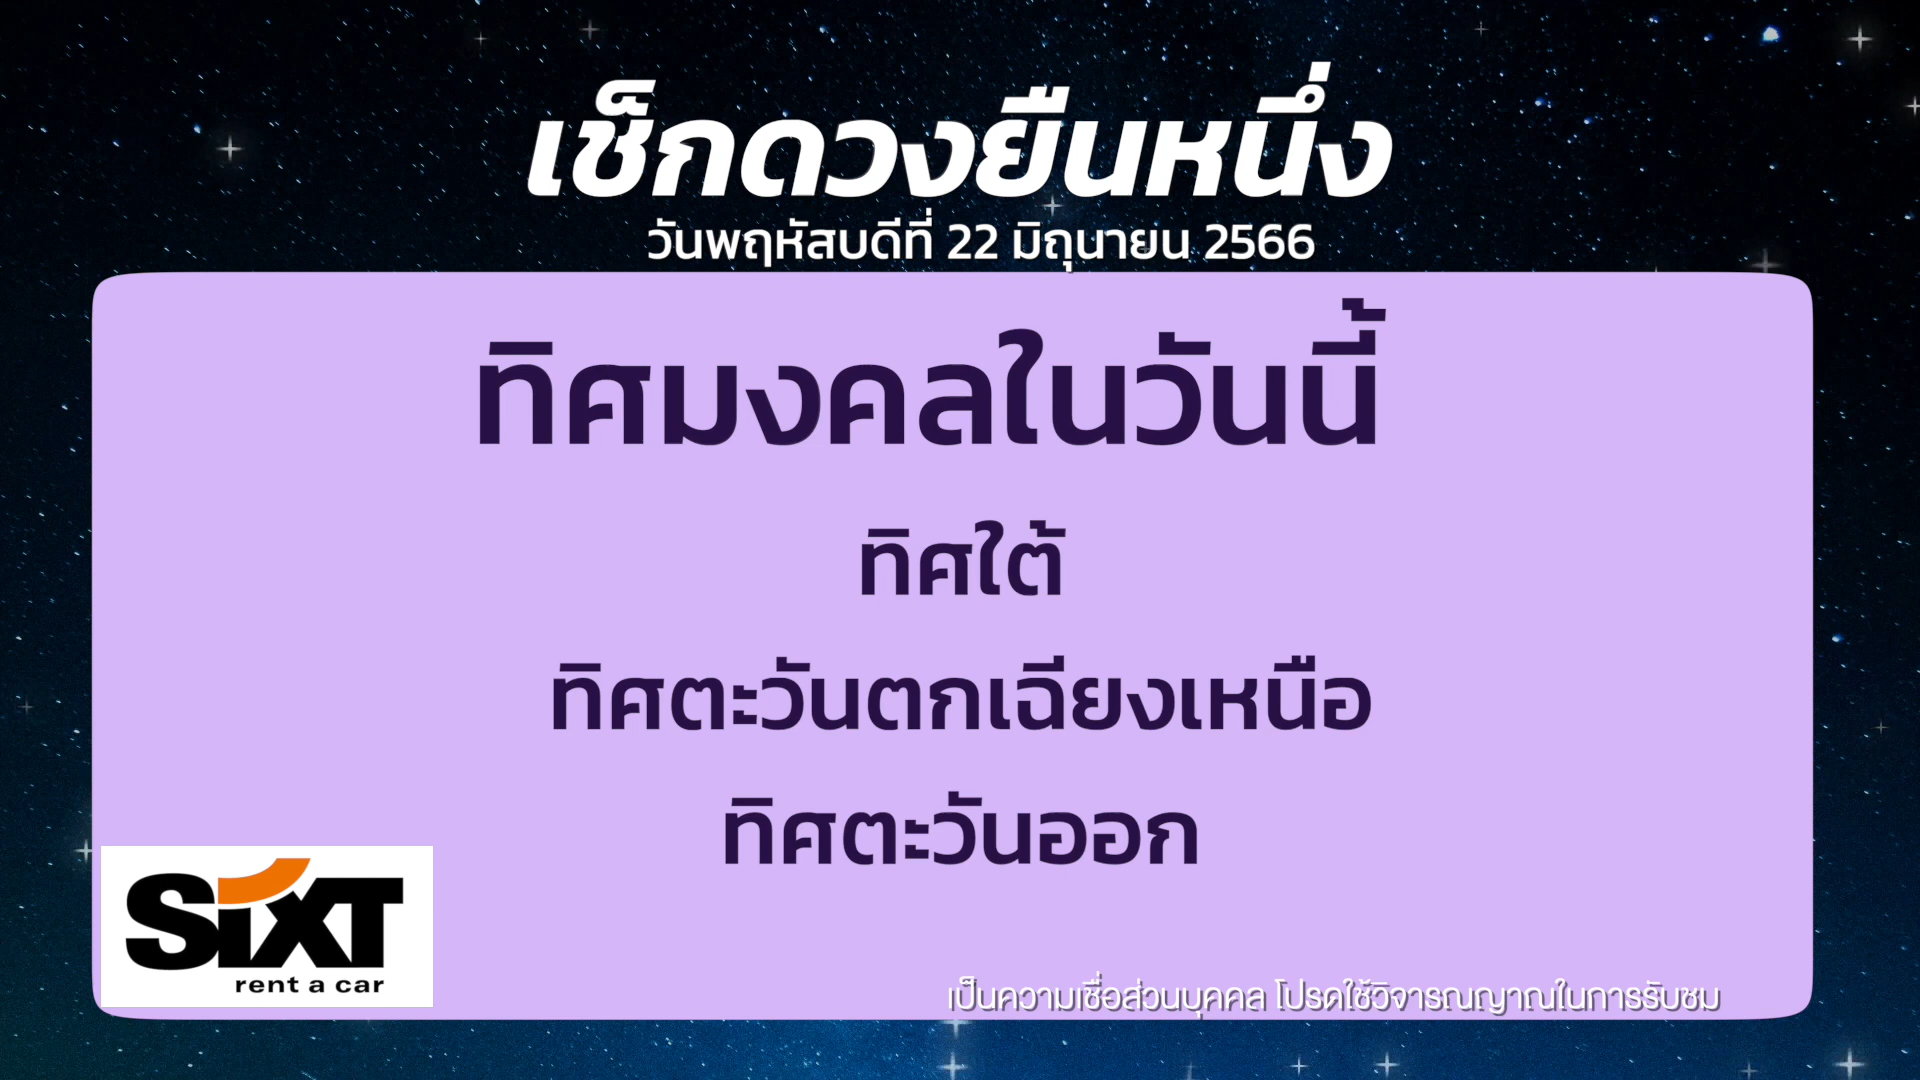 เช็กดวงยืนหนึ่ง
วันพฤหัสบดีที่ 22 มิถุนายน 2566
ทิศมงคลในวันนี้
ทิศใต้
ทิศตะวันตกเฉียงเหนือ
ทิศตะวันออก
SiXT
rent a car
เป็นความเชื่อส่วนบุคคล โปรดใช้วิจารณญาณในการรับชม